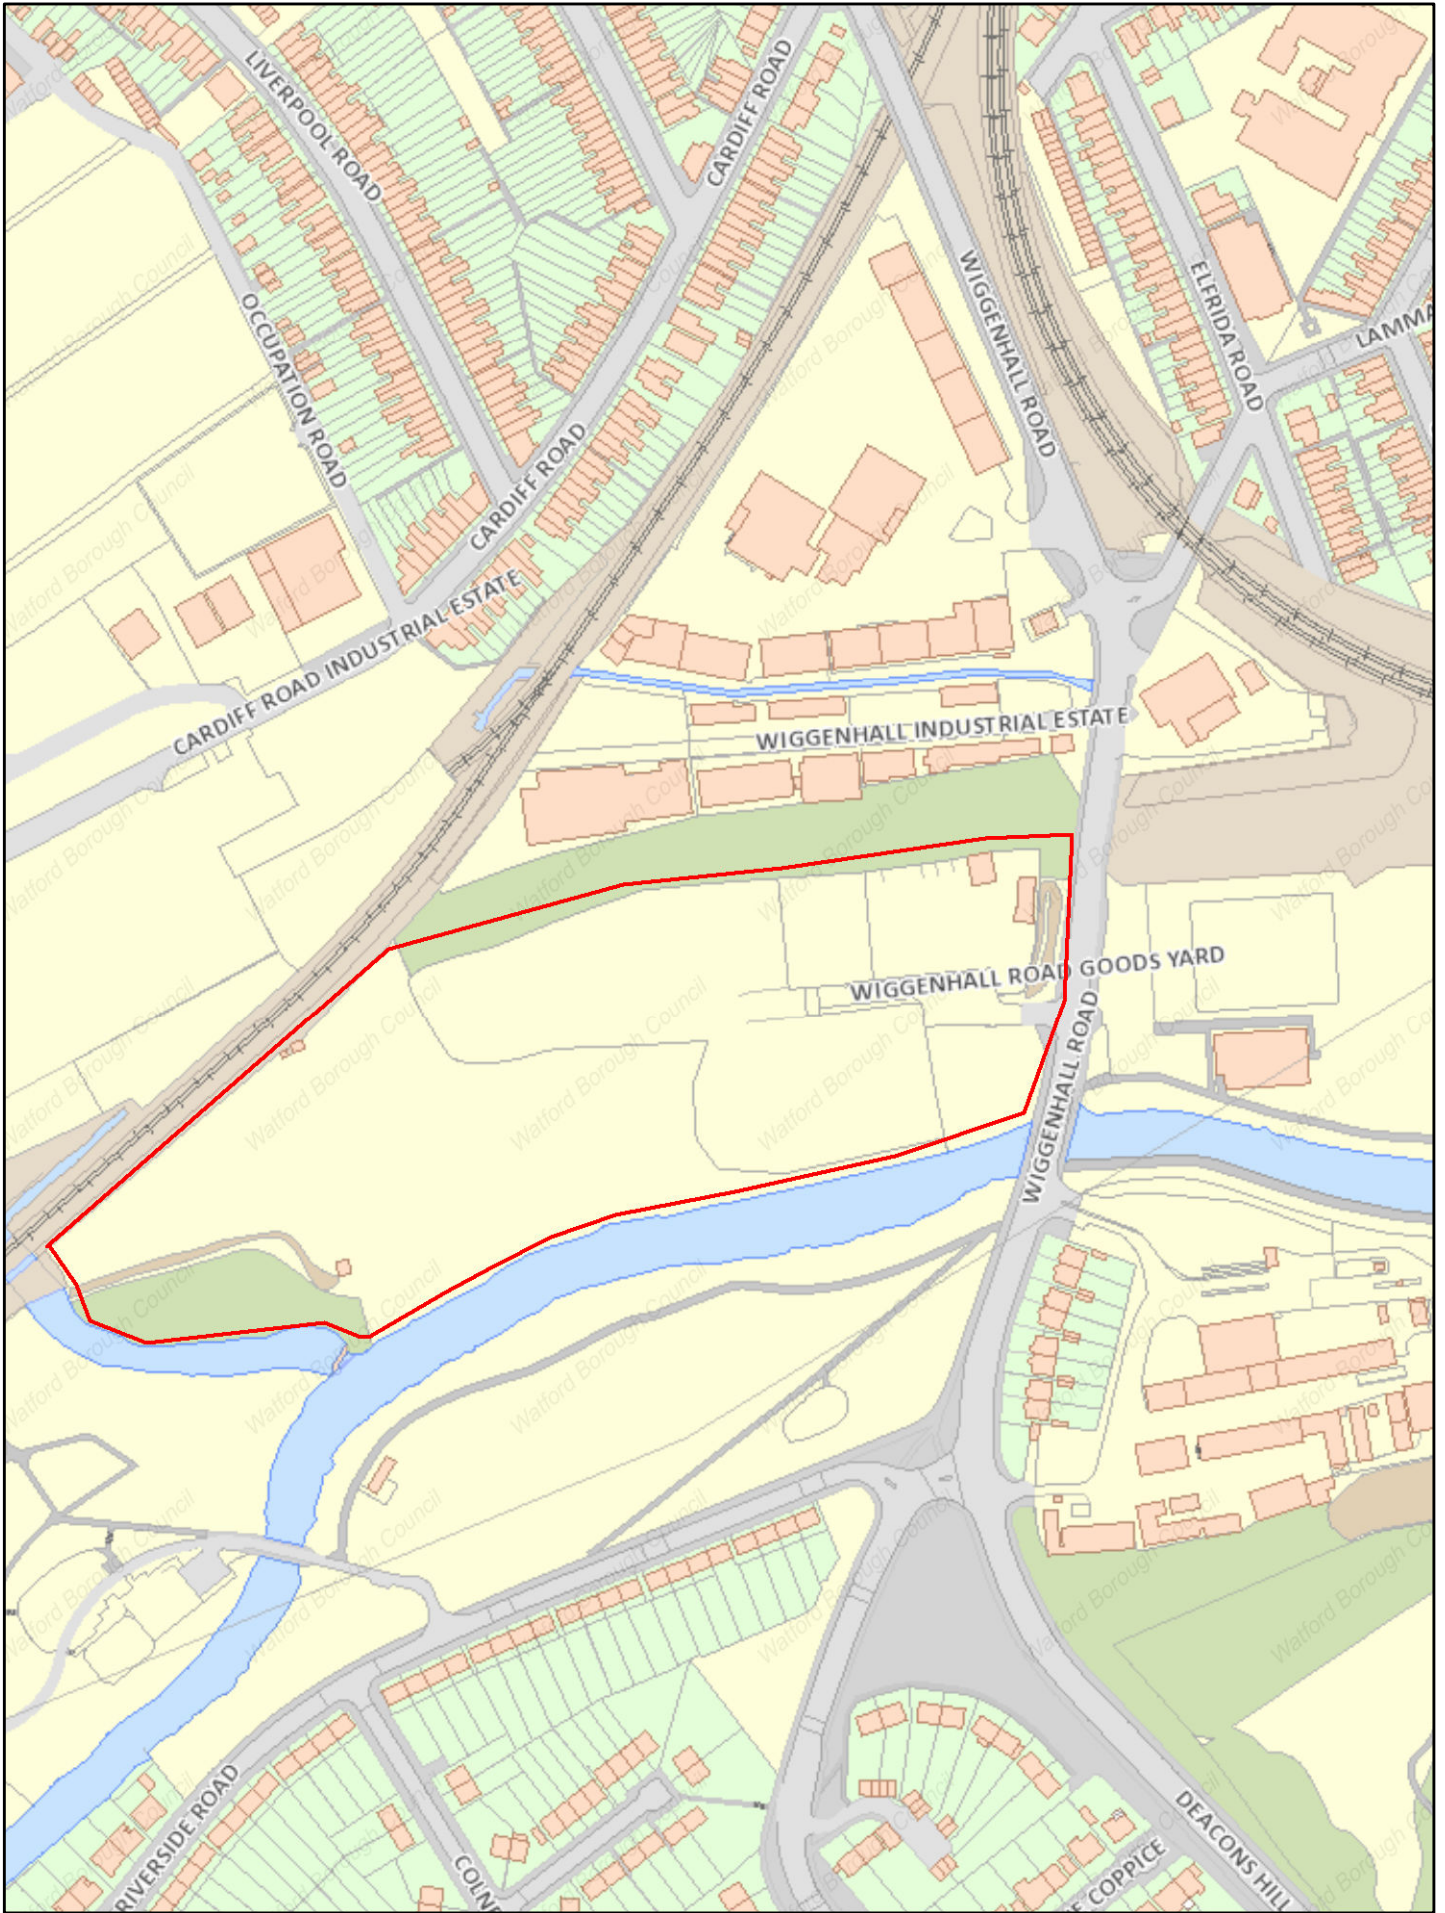 LIVERPOOL ROAD
CARDIFF ROAD
OCCUPATION ROAD
WIGGENHALL ROAD
ELFRIDA ROAD
LAMMA
CARDIFF ROAD
CARDIFF ROAD INDUSTRIAL ESTATE
WIGGENHALL INDUSTRIAL ESTATE
WIGGENHALL ROAD GOODS YARD
WIGGENHALL ROAD
RIVERSIDE ROAD
COLN
DEACONS HILL
COPPICE
Watford Borough Council